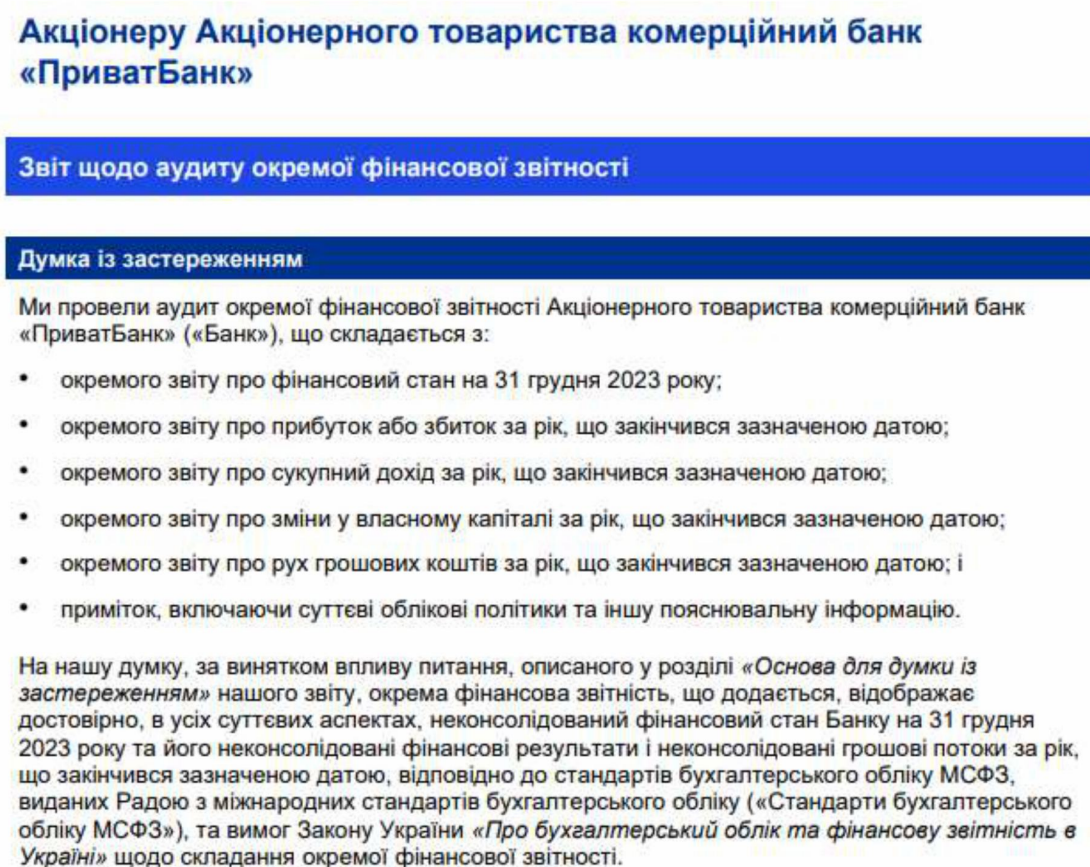 Акціонеру Акціонерного товариства комерційний банк
«ПриватБанк»
Звіт щодо аудиту окремої фінансової звітності
Думка із застереженням
Ми провели аудит окремої фінансової звітності Акціонерного товариства комерційний банк
«ПриватБанк» («Банк»), що складається з:
• окремого звіту про фінансовий стан на 31 грудня 2023 року;
• окремого звіту про прибуток або збиток за рік, що закінчився зазначеною датою;
• окремого звіту про сукупний дохід за рік, що закінчився зазначеною датою;
• окремого звіту про зміни у власному капіталі за рік, що закінчився зазначеною датою;
• окремого звіту про рух грошових коштів за рік, що закінчився зазначеною датою; і
• приміток, включаючи суттєві облікові політики та іншу пояснювальну інформацію.
На нашу думку, за винятком впливу питання, описаного у розділі «Основа для думки із
застереженням» нашого звіту, окрема фінансова звітність, що додається, відображає
достовірно, в усіх суттєвих аспектах, неконсолідований фінансовий стан Банку на 31 грудня
2023 року та його неконсолідовані фінансові результати і неконсолідовані грошові потоки за рік,
що закінчився зазначеною датою, відповідно до стандартів бухгалтерського обліку МСФЗ,
виданих Радою з міжнародних стандартів бухгалтерського обліку («Стандарти бухгалтерського
обліку МСФЗ»), та вимог Закону України «Про бухгалтерський облік та фінансову звітність в
Україні» щодо складання окремої фінансової звітності.